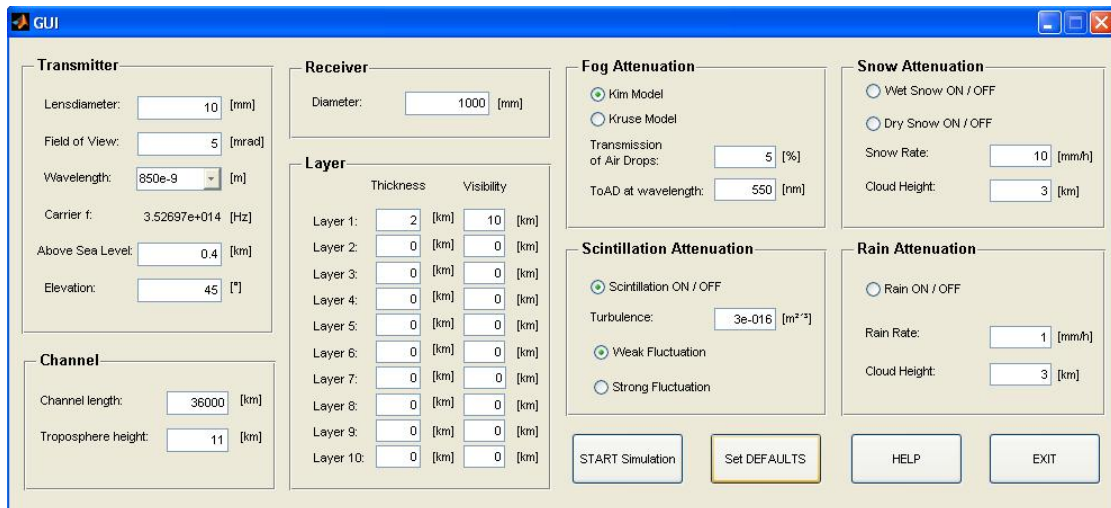 GUI
Transmitter
Lensdiameter: 10 [mm]
Field of View: 5 [mrad]
Wavelength: 850e-9 [m]
Carrier f: 3.52697e+014 [Hz]
Above Sea Level: 0.4 [km]
Elevation: 45 [°]
Channel
Channel length: 36000 [km]
Troposphere height: 11 [km]
Receiver
Diameter: 1000 [mm]
Layer
Thickness Visibility
Layer 1: 2 [km] 10 [km]
Layer 2: 0 [km] 0 [km]
Layer 3: 0 [km] 0 [km]
Layer 4: 0 [km] 0 [km]
Layer 5: 0 [km] 0 [km]
Layer 6: 0 [km] 0 [km]
Layer 7: 0 [km] 0 [km]
Layer 8: 0 [km] 0 [km]
Layer 9: 0 [km] 0 [km]
Layer 10: 0 [km] 0 [km]
Fog Attenuation
Kim Model
Kruse Model
Transmission
of Air Drops: 5 [%]
ToAD at wavelength: 550 [nm]
Scintillation Attenuation
Scintillation ON / OFF
Turbulence: 3e-016 [m²´³]
Weak Fluctuation
Strong Fluctuation
Snow Attenuation
Wet Snow ON / OFF
Dry Snow ON / OFF
Snow Rate: 10 [mm/h]
Cloud Height: 3 [km]
Rain Attenuation
Rain ON / OFF
Rain Rate: 1 [mm/h]
Cloud Height: 3 [km]
START Simulation Set DEFAULTS HELP EXIT